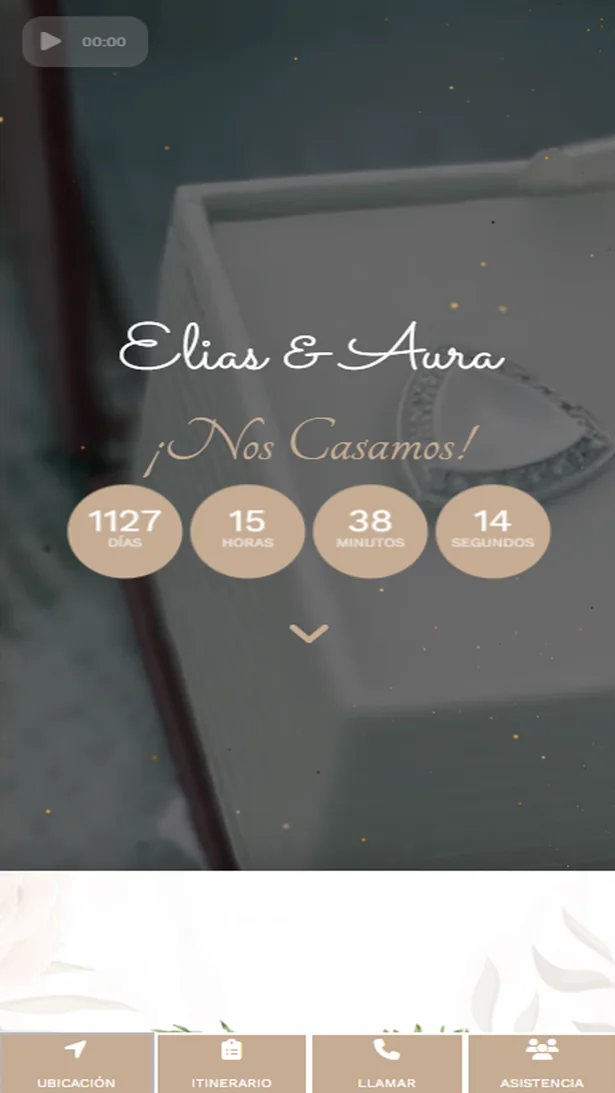 00:00
Elias & Aura
¡Nos Casamos!
1127 15 38 14
DÍAS HORAS MINUTOS SEGUNDOS
UBICACIÓN ITINERARIO LLAMAR ASISTENCIA